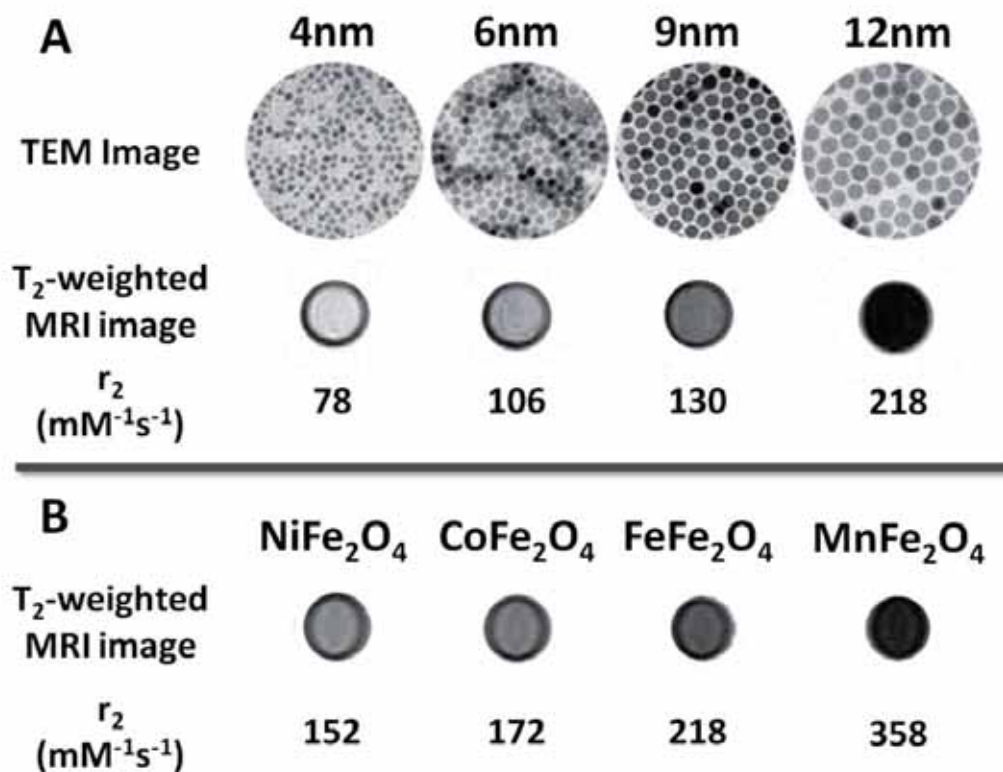 A
4nm 6nm 9nm 12nm
TEM Image
T₂-weighted
MRI image
r₂
(mM⁻¹s⁻¹)
78 106 130 218
B
NiFe₂O₄ CoFe₂O₄ FeFe₂O₄ MnFe₂O₄
T₂-weighted
MRI image
r₂
(mM⁻¹s⁻¹)
152 172 218 358